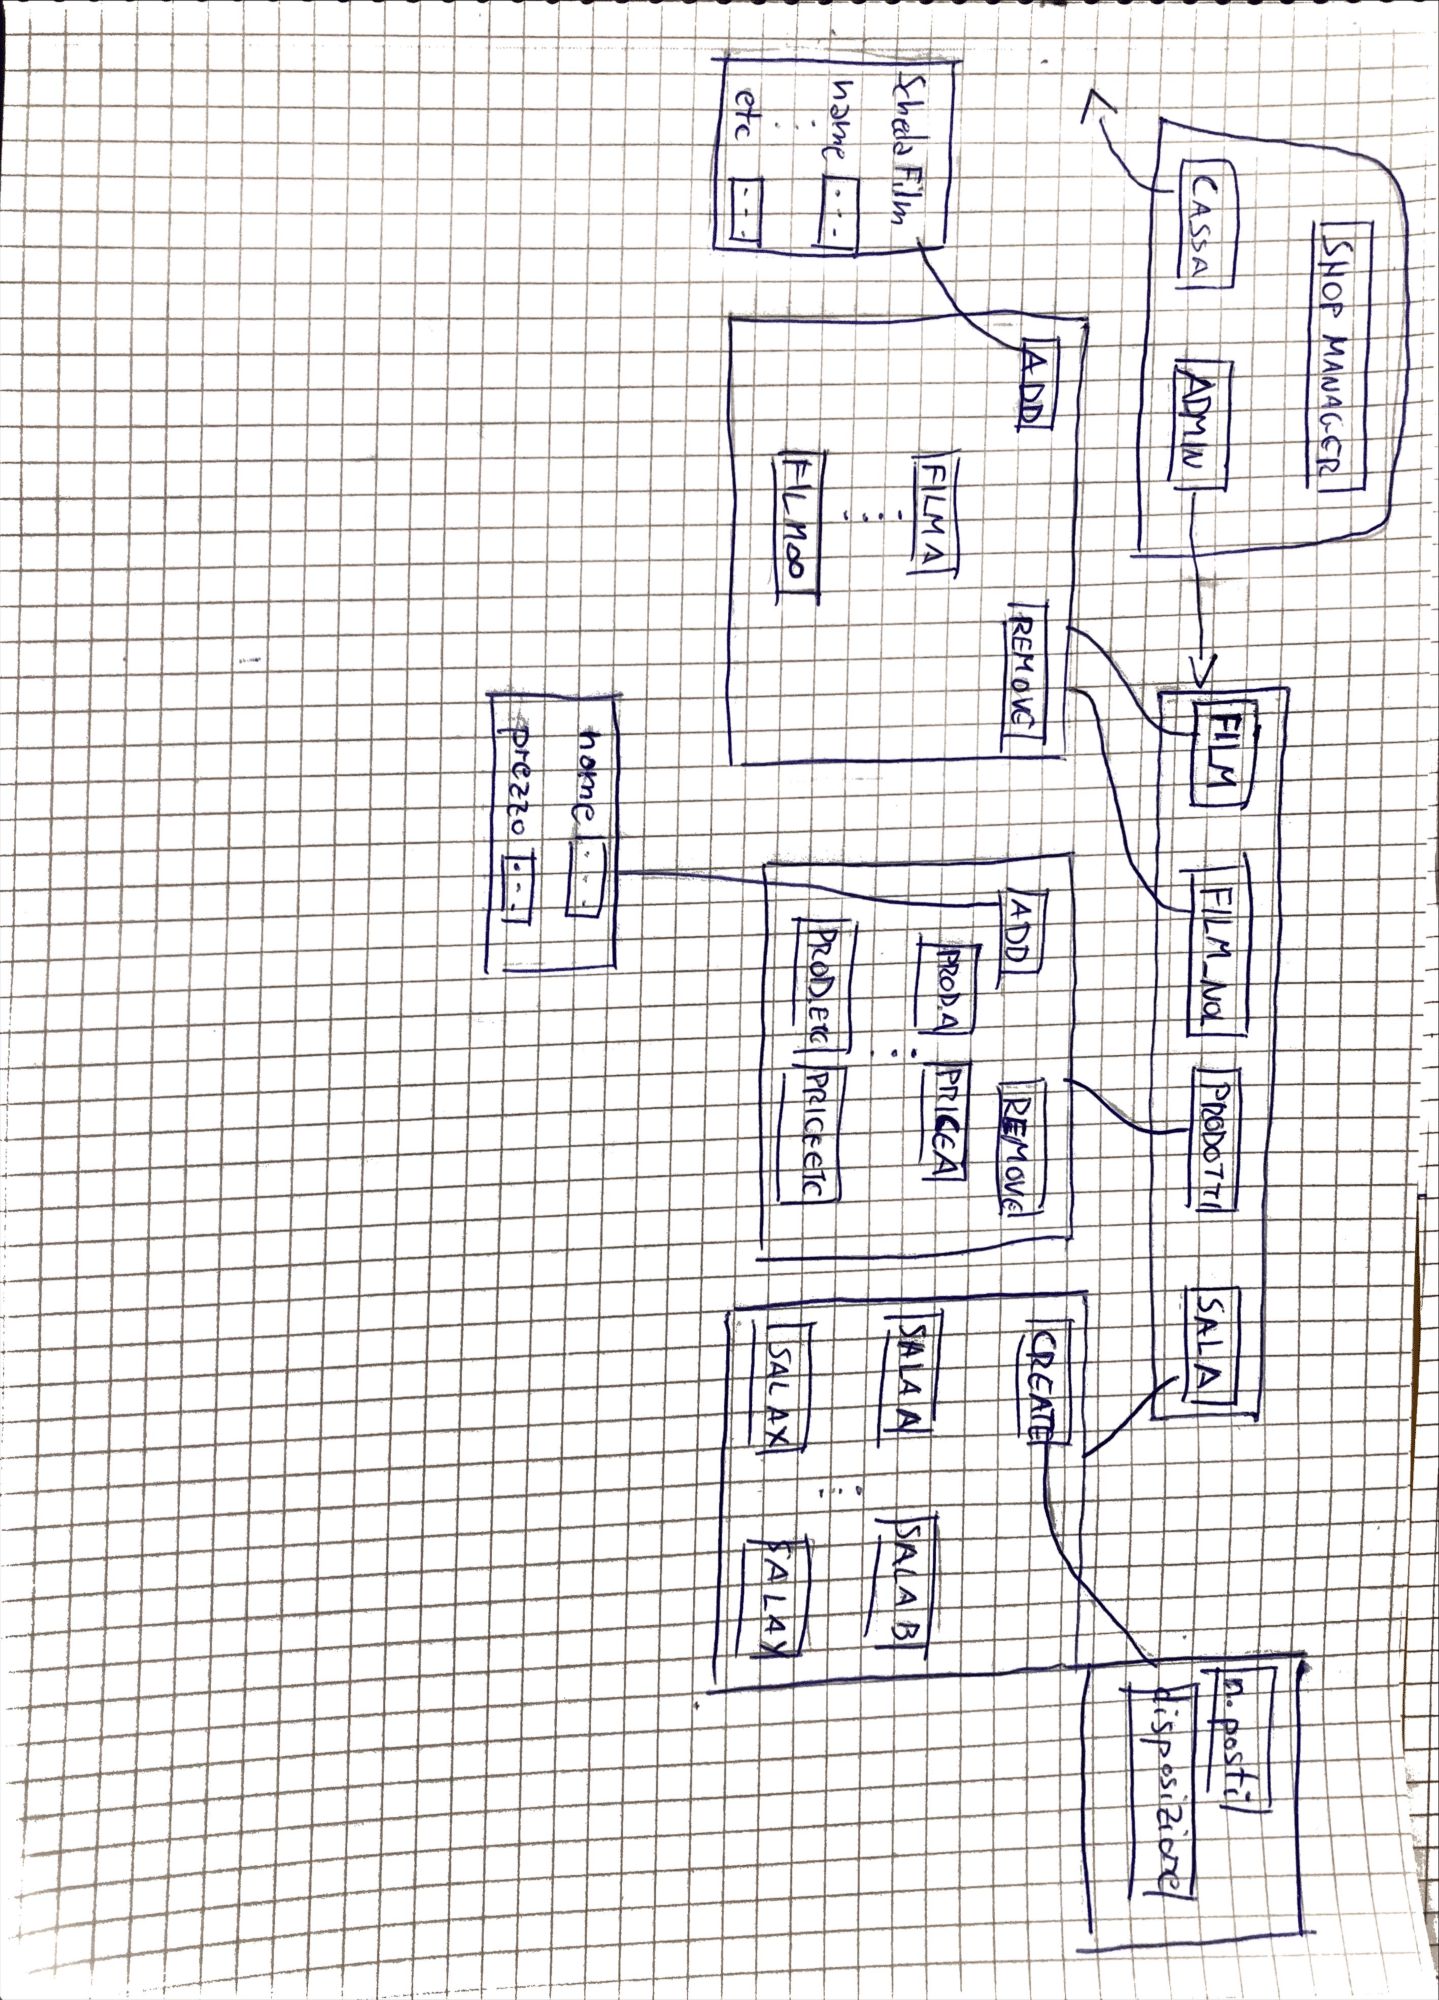 SHOP MANAGER
CASSA
ADMIN
FILM
FILM_NOL
PRODOTTI
SALA
n. posti
disposizione
Scheda Film
nome ...
etc ...
ADD
REMOVE
FILM A
FILM ∞
ADD
REMOVE
PROD.A
PRICE A
PROD.ETC
PRICE ETC
nome ...
prezzo ...
CREATE
SALA A
SALA B
SALA X
SALA Y